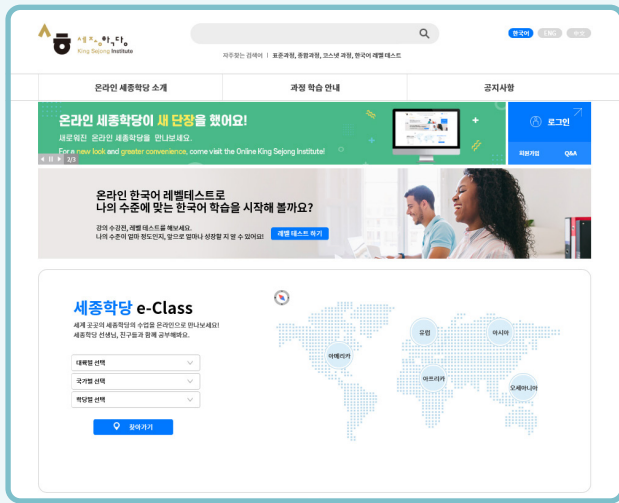 세종학당
King Sejong Institute
자주찾는 검색어 | 표준과정, 종합과정, 코스넷 과정, 한국어 레벨 테스트
한국어 ENG 中文
온라인 세종학당 소개 과정 학습 안내 공지사항
온라인 세종학당이 새 단장을 했어요!
새로워진 온라인 세종학당을 만나보세요.
For a new look and greater convenience, come visit the Online King Sejong Institute!
2/3
로그인
회원가입 Q&A
온라인 한국어 레벨테스트로
나의 수준에 맞는 한국어 학습을 시작해 볼까요?
강의 수강전, 레벨 테스트를 해보세요.
나의 수준이 얼마 정도인지, 앞으로 얼마나 성장할 지 알 수 있어요!
레벨 테스트 하기
세종학당 e-Class
세계 곳곳의 세종학당의 수업을 온라인으로 만나보세요!
세종학당 선생님, 친구들과 함께 공부해봐요.
대륙별 선택
국가별 선택
학당별 선택
찾아가기
유럽
아시아
아메리카
아프리카
오세아니아